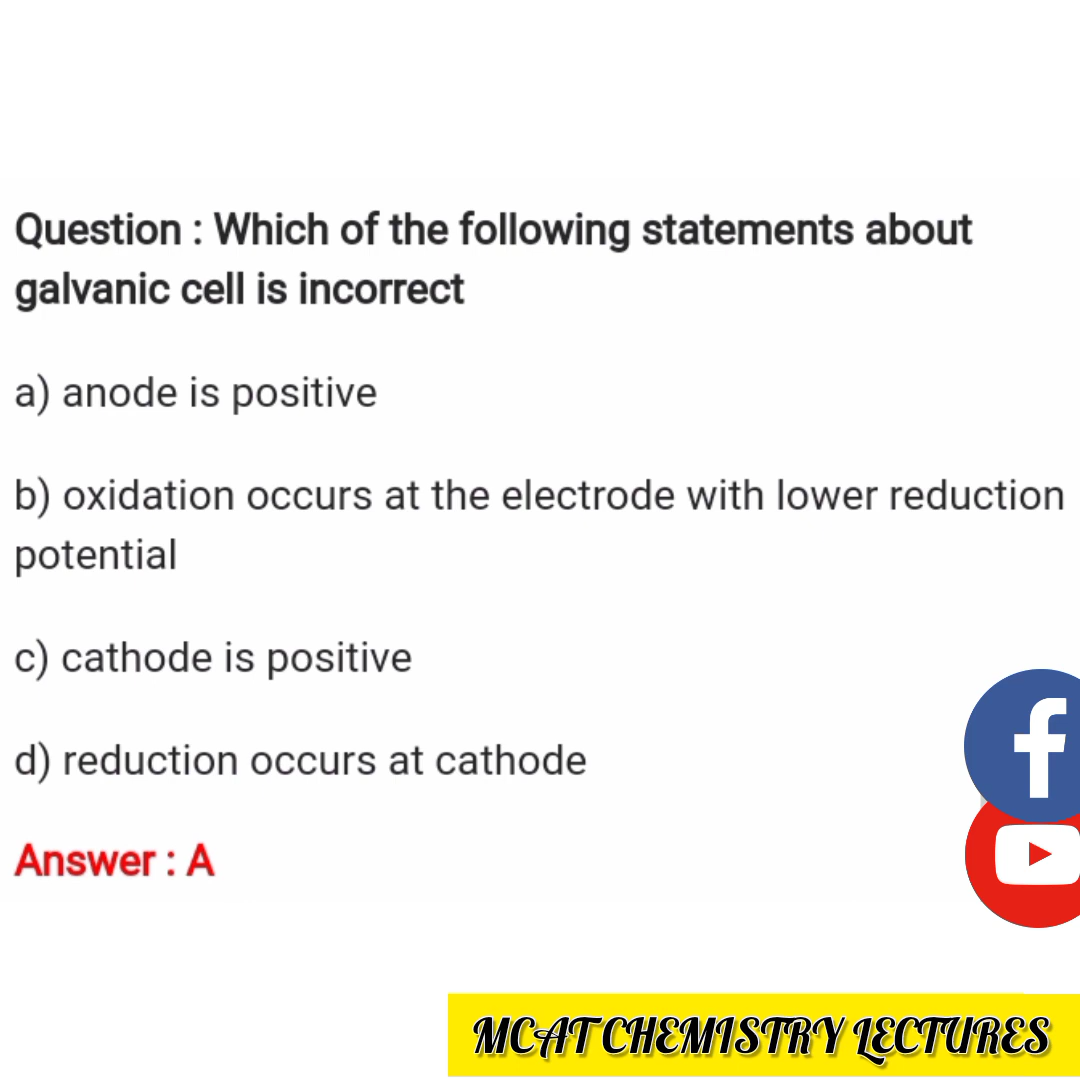 Question : Which of the following statements about
galvanic cell is incorrect
a) anode is positive
b) oxidation occurs at the electrode with lower reduction
potential
c) cathode is positive
d) reduction occurs at cathode
Answer : A
f
MCAT CHEMISTRY LECTURES